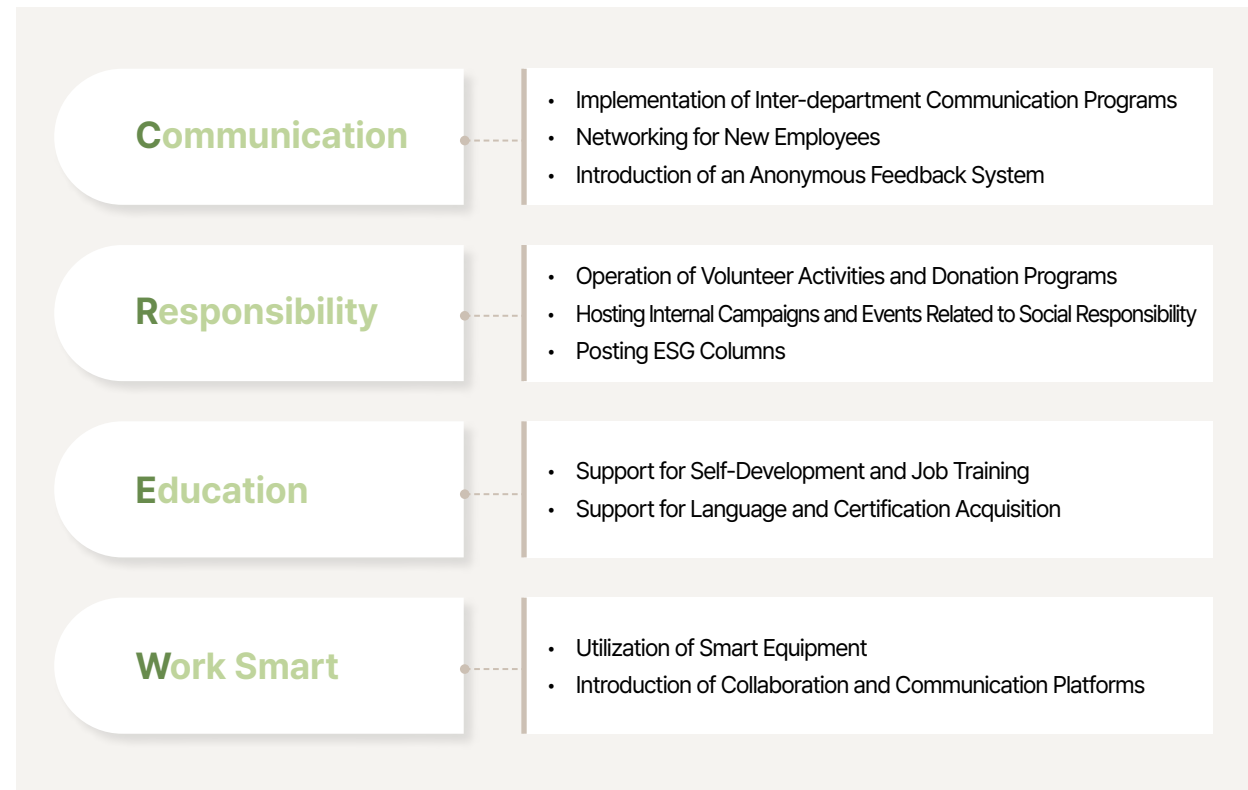 Communication
• Implementation of Inter-department Communication Programs
• Networking for New Employees
• Introduction of an Anonymous Feedback System
Responsibility
• Operation of Volunteer Activities and Donation Programs
• Hosting Internal Campaigns and Events Related to Social Responsibility
• Posting ESG Columns
Education
• Support for Self-Development and Job Training
• Support for Language and Certification Acquisition
Work Smart
• Utilization of Smart Equipment
• Introduction of Collaboration and Communication Platforms